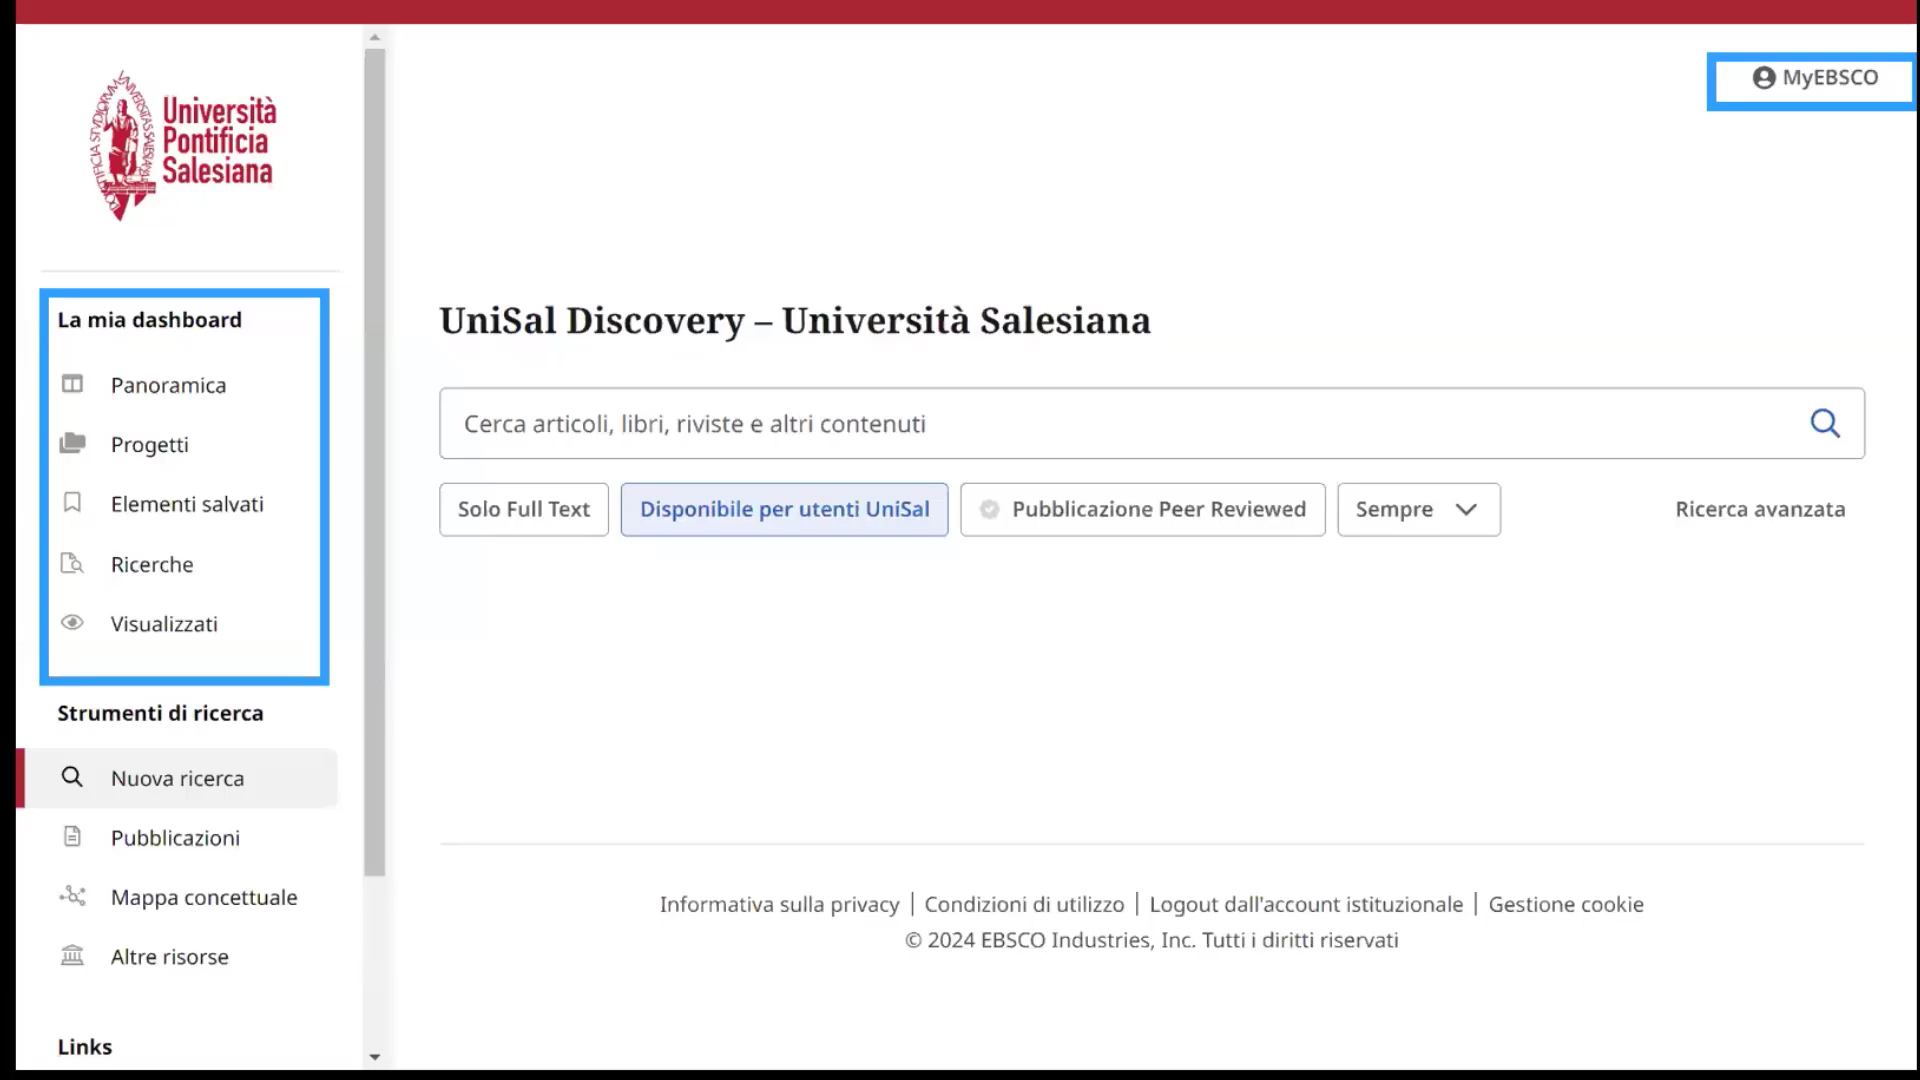 Università
Pontificia
Salesiana
MyEBSCO
La mia dashboard
Panoramica
Progetti
Elementi salvati
Ricerche
Visualizzati
Strumenti di ricerca
Nuova ricerca
Pubblicazioni
Mappa concettuale
Altre risorse
Links
UniSal Discovery – Università Salesiana
Cerca articoli, libri, riviste e altri contenuti
Solo Full Text
Disponibile per utenti UniSal
Pubblicazione Peer Reviewed
Sempre
Ricerca avanzata
Informativa sulla privacy | Condizioni di utilizzo | Logout dall'account istituzionale | Gestione cookie
© 2024 EBSCO Industries, Inc. Tutti i diritti riservati